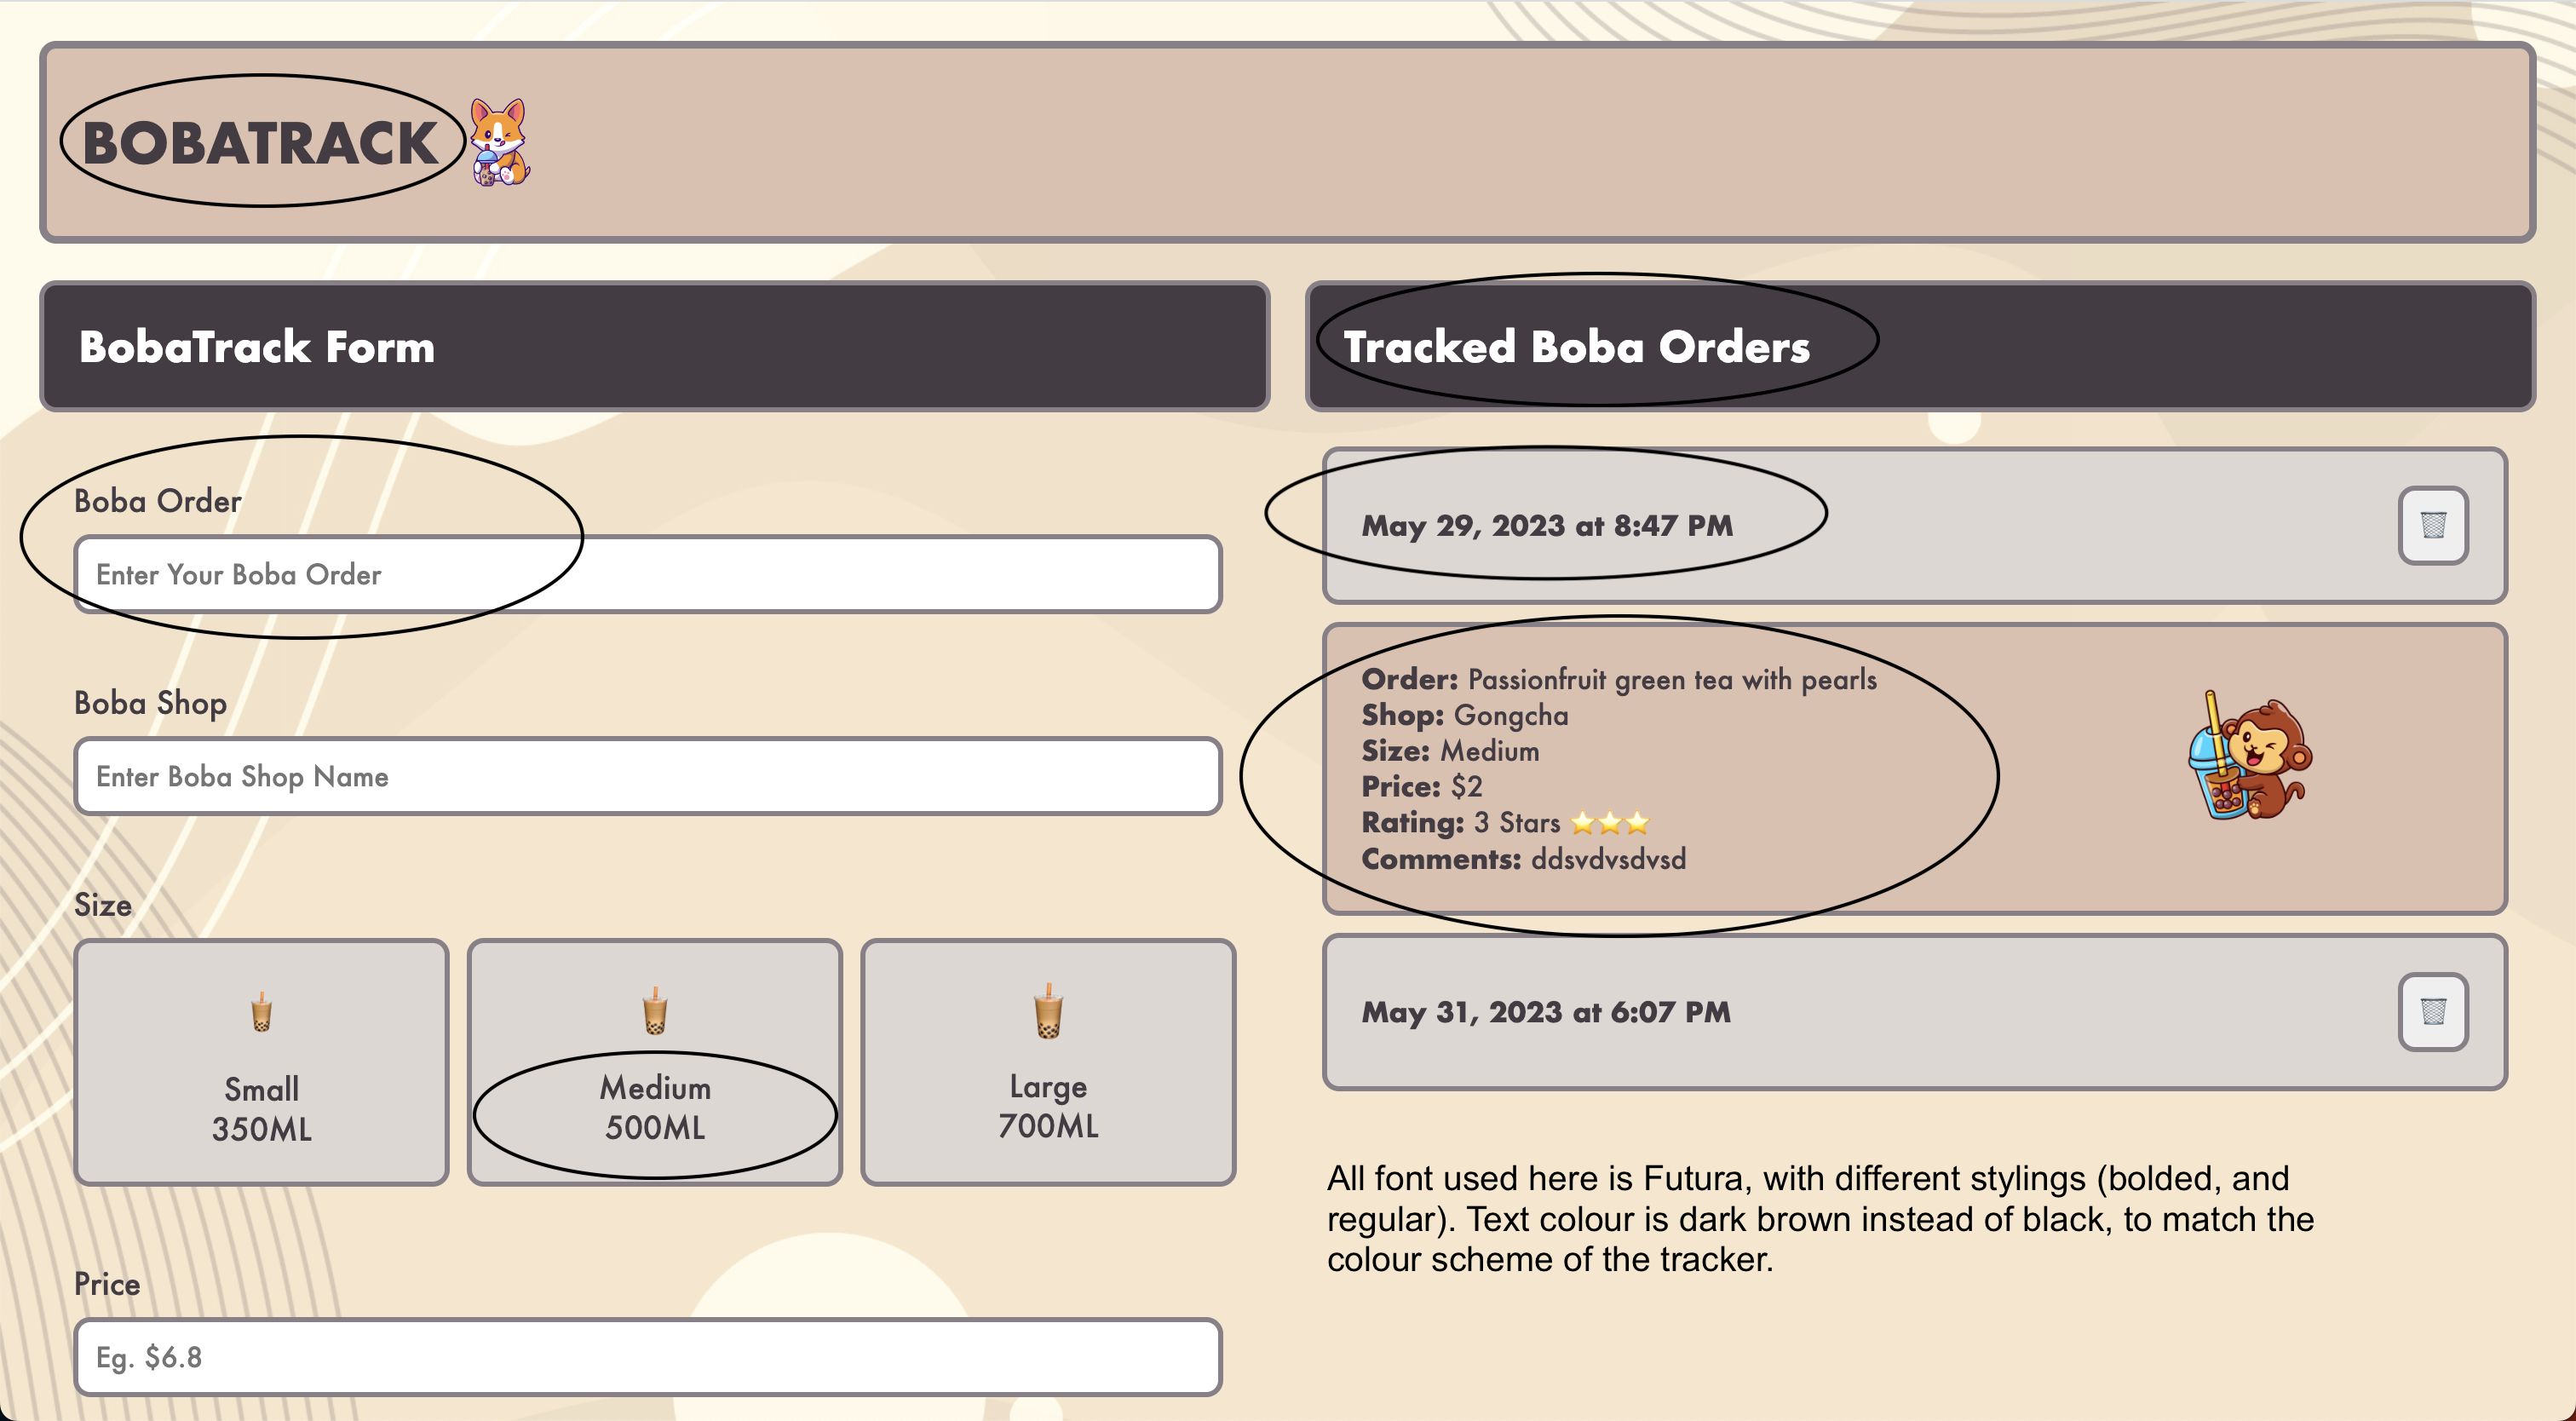 BOBATRACK
BobaTrack Form
Boba Order
Enter Your Boba Order
Boba Shop
Enter Boba Shop Name
Size
Small
350ML
Medium
500ML
Large
700ML
Price
Eg. $6.8
Tracked Boba Orders
May 29, 2023 at 8:47 PM
Order: Passionfruit green tea with pearls
Shop: Gongcha
Size: Medium
Price: $2
Rating: 3 Stars ⭐⭐⭐
Comments: ddsvdvsdvsd
May 31, 2023 at 6:07 PM
All font used here is Futura, with different stylings (bolded, and
regular). Text colour is dark brown instead of black, to match the
colour scheme of the tracker.